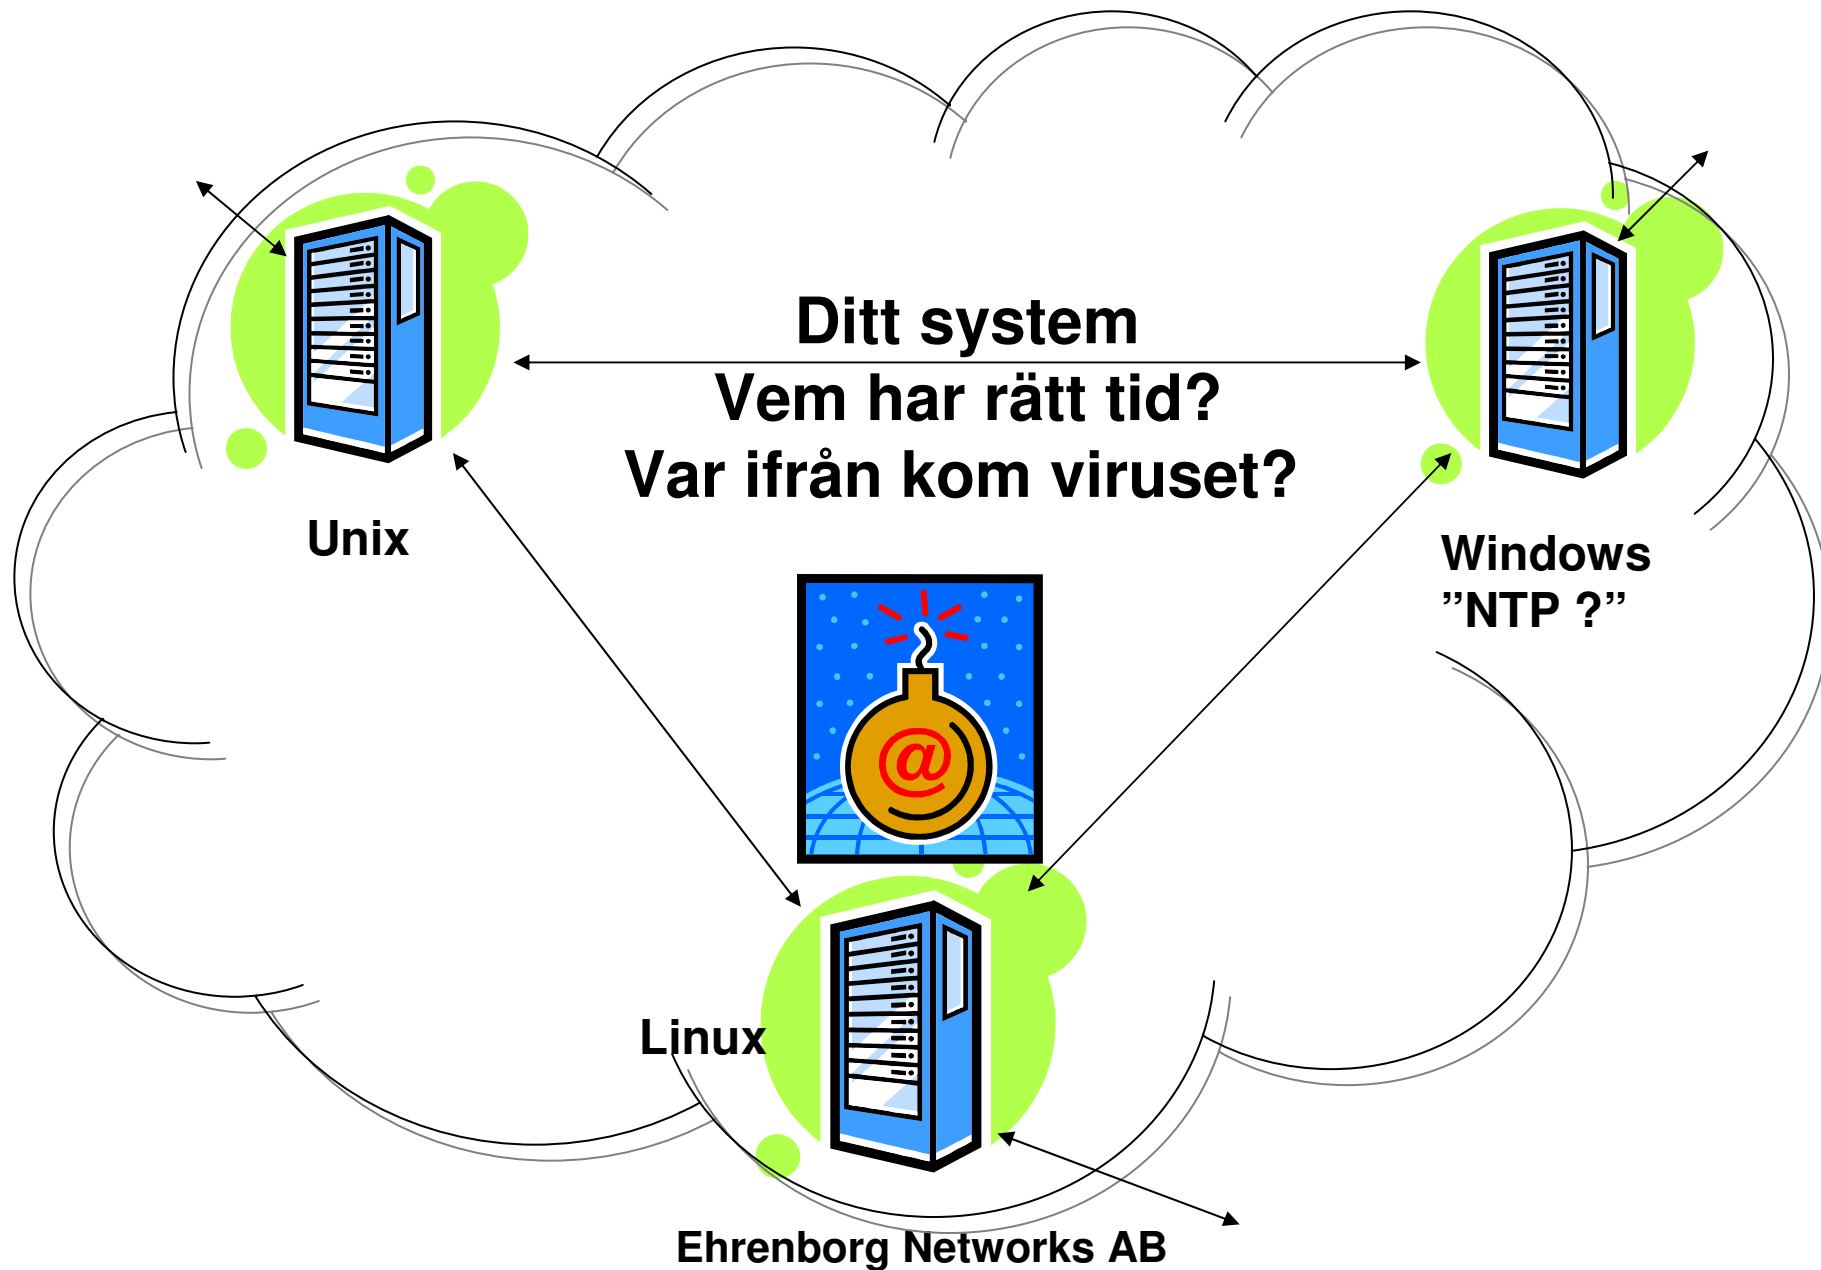 Ditt system
Vem har rätt tid?
Var ifrån kom viruset?
Unix
Windows
”NTP ?”
@
Linux
Ehrenborg Networks AB